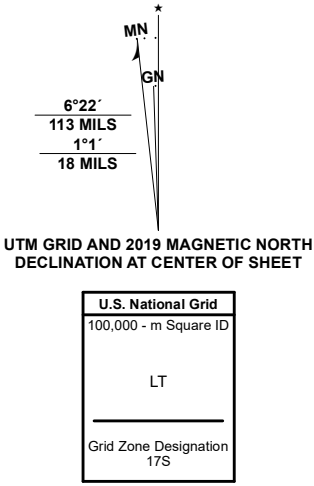 ★
MN
GN
6°22´
113 MILS
1°1´
18 MILS
UTM GRID AND 2019 MAGNETIC NORTH
DECLINATION AT CENTER OF SHEET
U.S. National Grid
100,000 - m Square ID
LT
Grid Zone Designation
17S